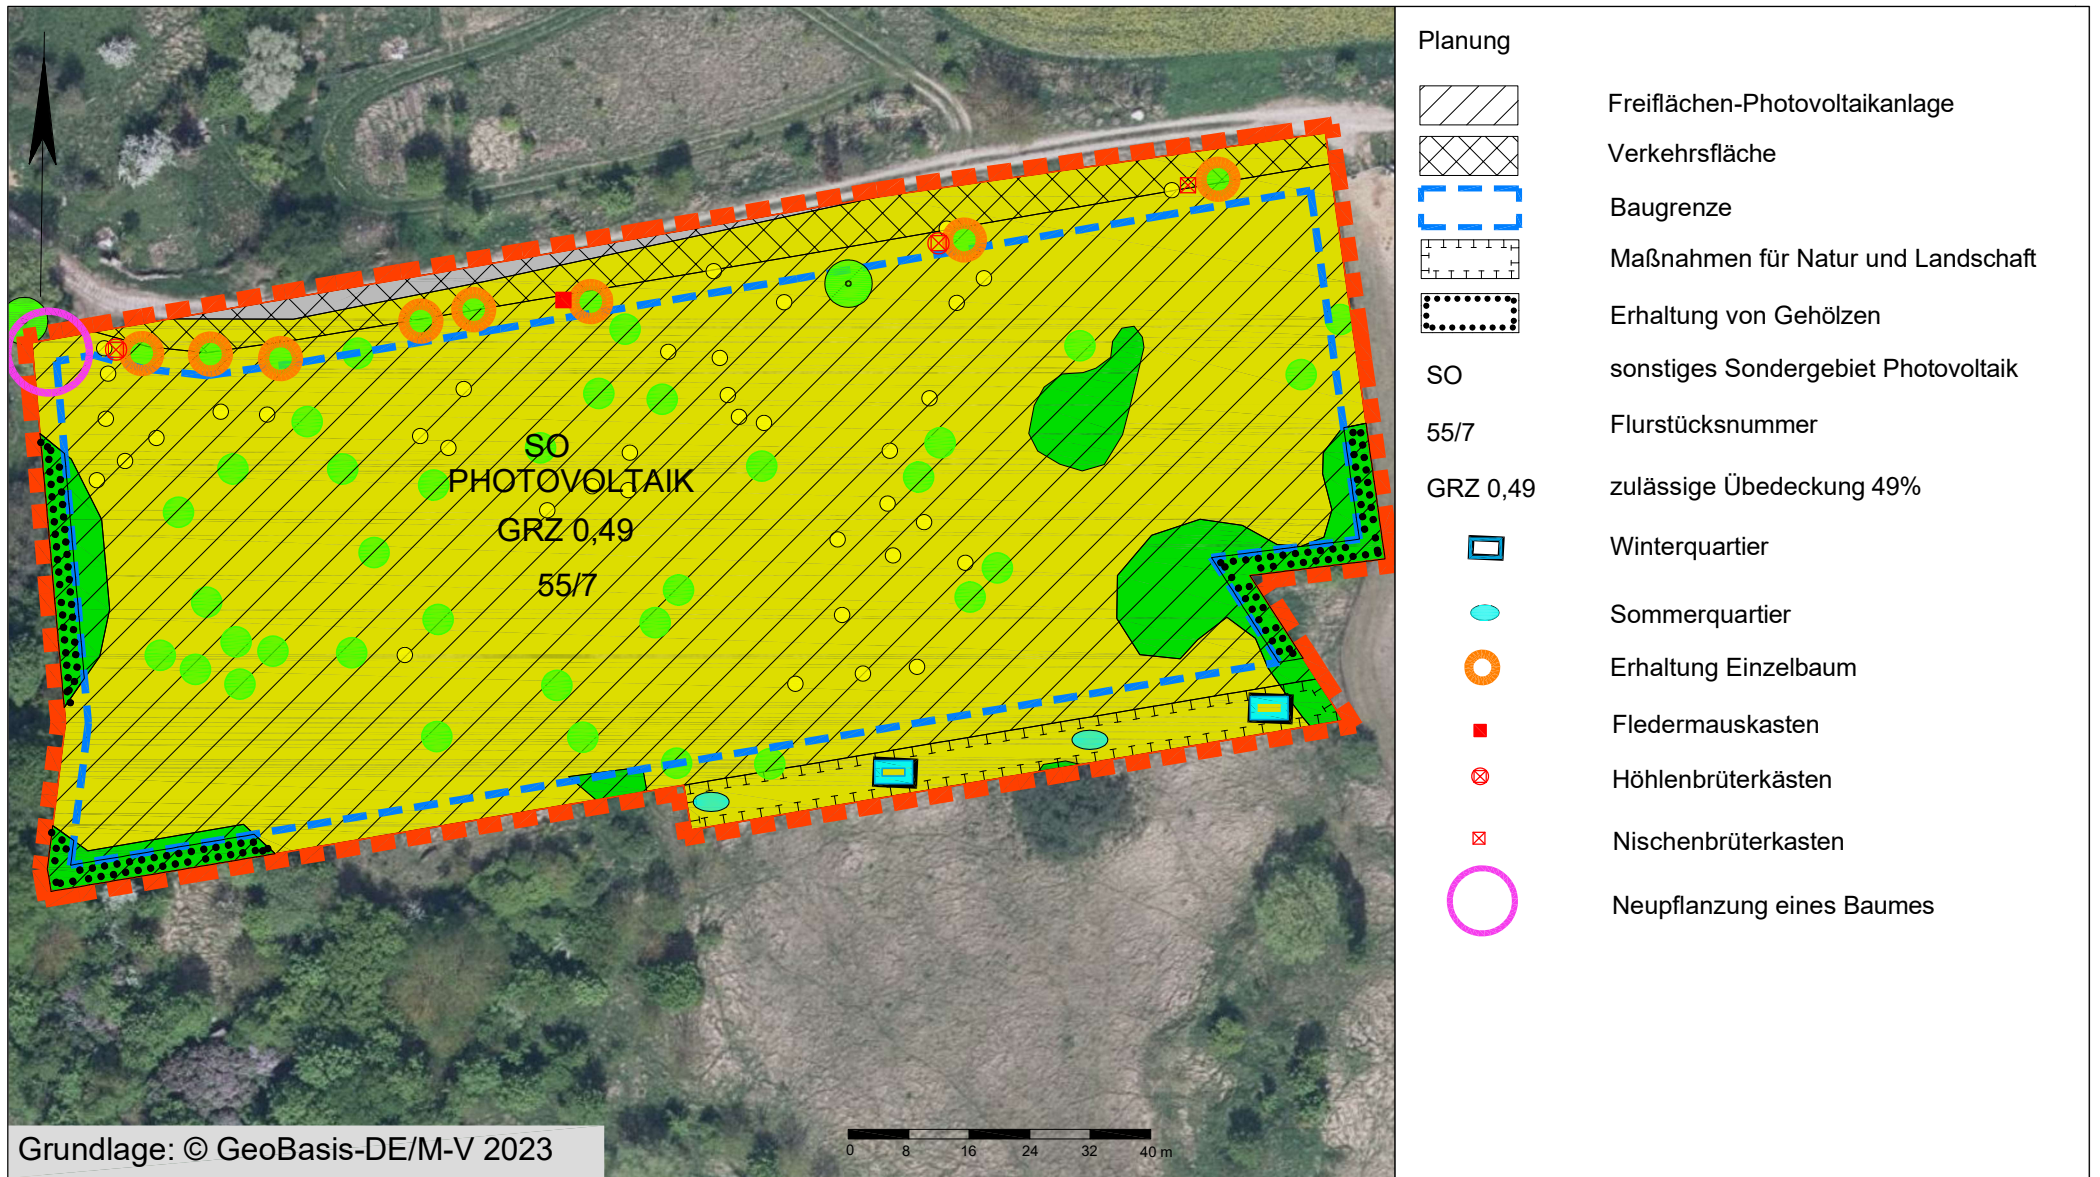 Planung
Freiflächen-Photovoltaikanlage
Verkehrsfläche
Baugrenze
Maßnahmen für Natur und Landschaft
Erhaltung von Gehölzen
SO sonstiges Sondergebiet Photovoltaik
55/7 Flurstücksnummer
GRZ 0,49 zulässige Übedeckung 49%
Winterquartier
Sommerquartier
Erhaltung Einzelbaum
Fledermauskasten
Höhlenbrüterkästen
Nischenbrüterkasten
Neupflanzung eines Baumes
SO
PHOTOVOLTAIK
GRZ 0,49
55/7
Grundlage: © GeoBasis-DE/M-V 2023
0 8 16 24 32 40 m